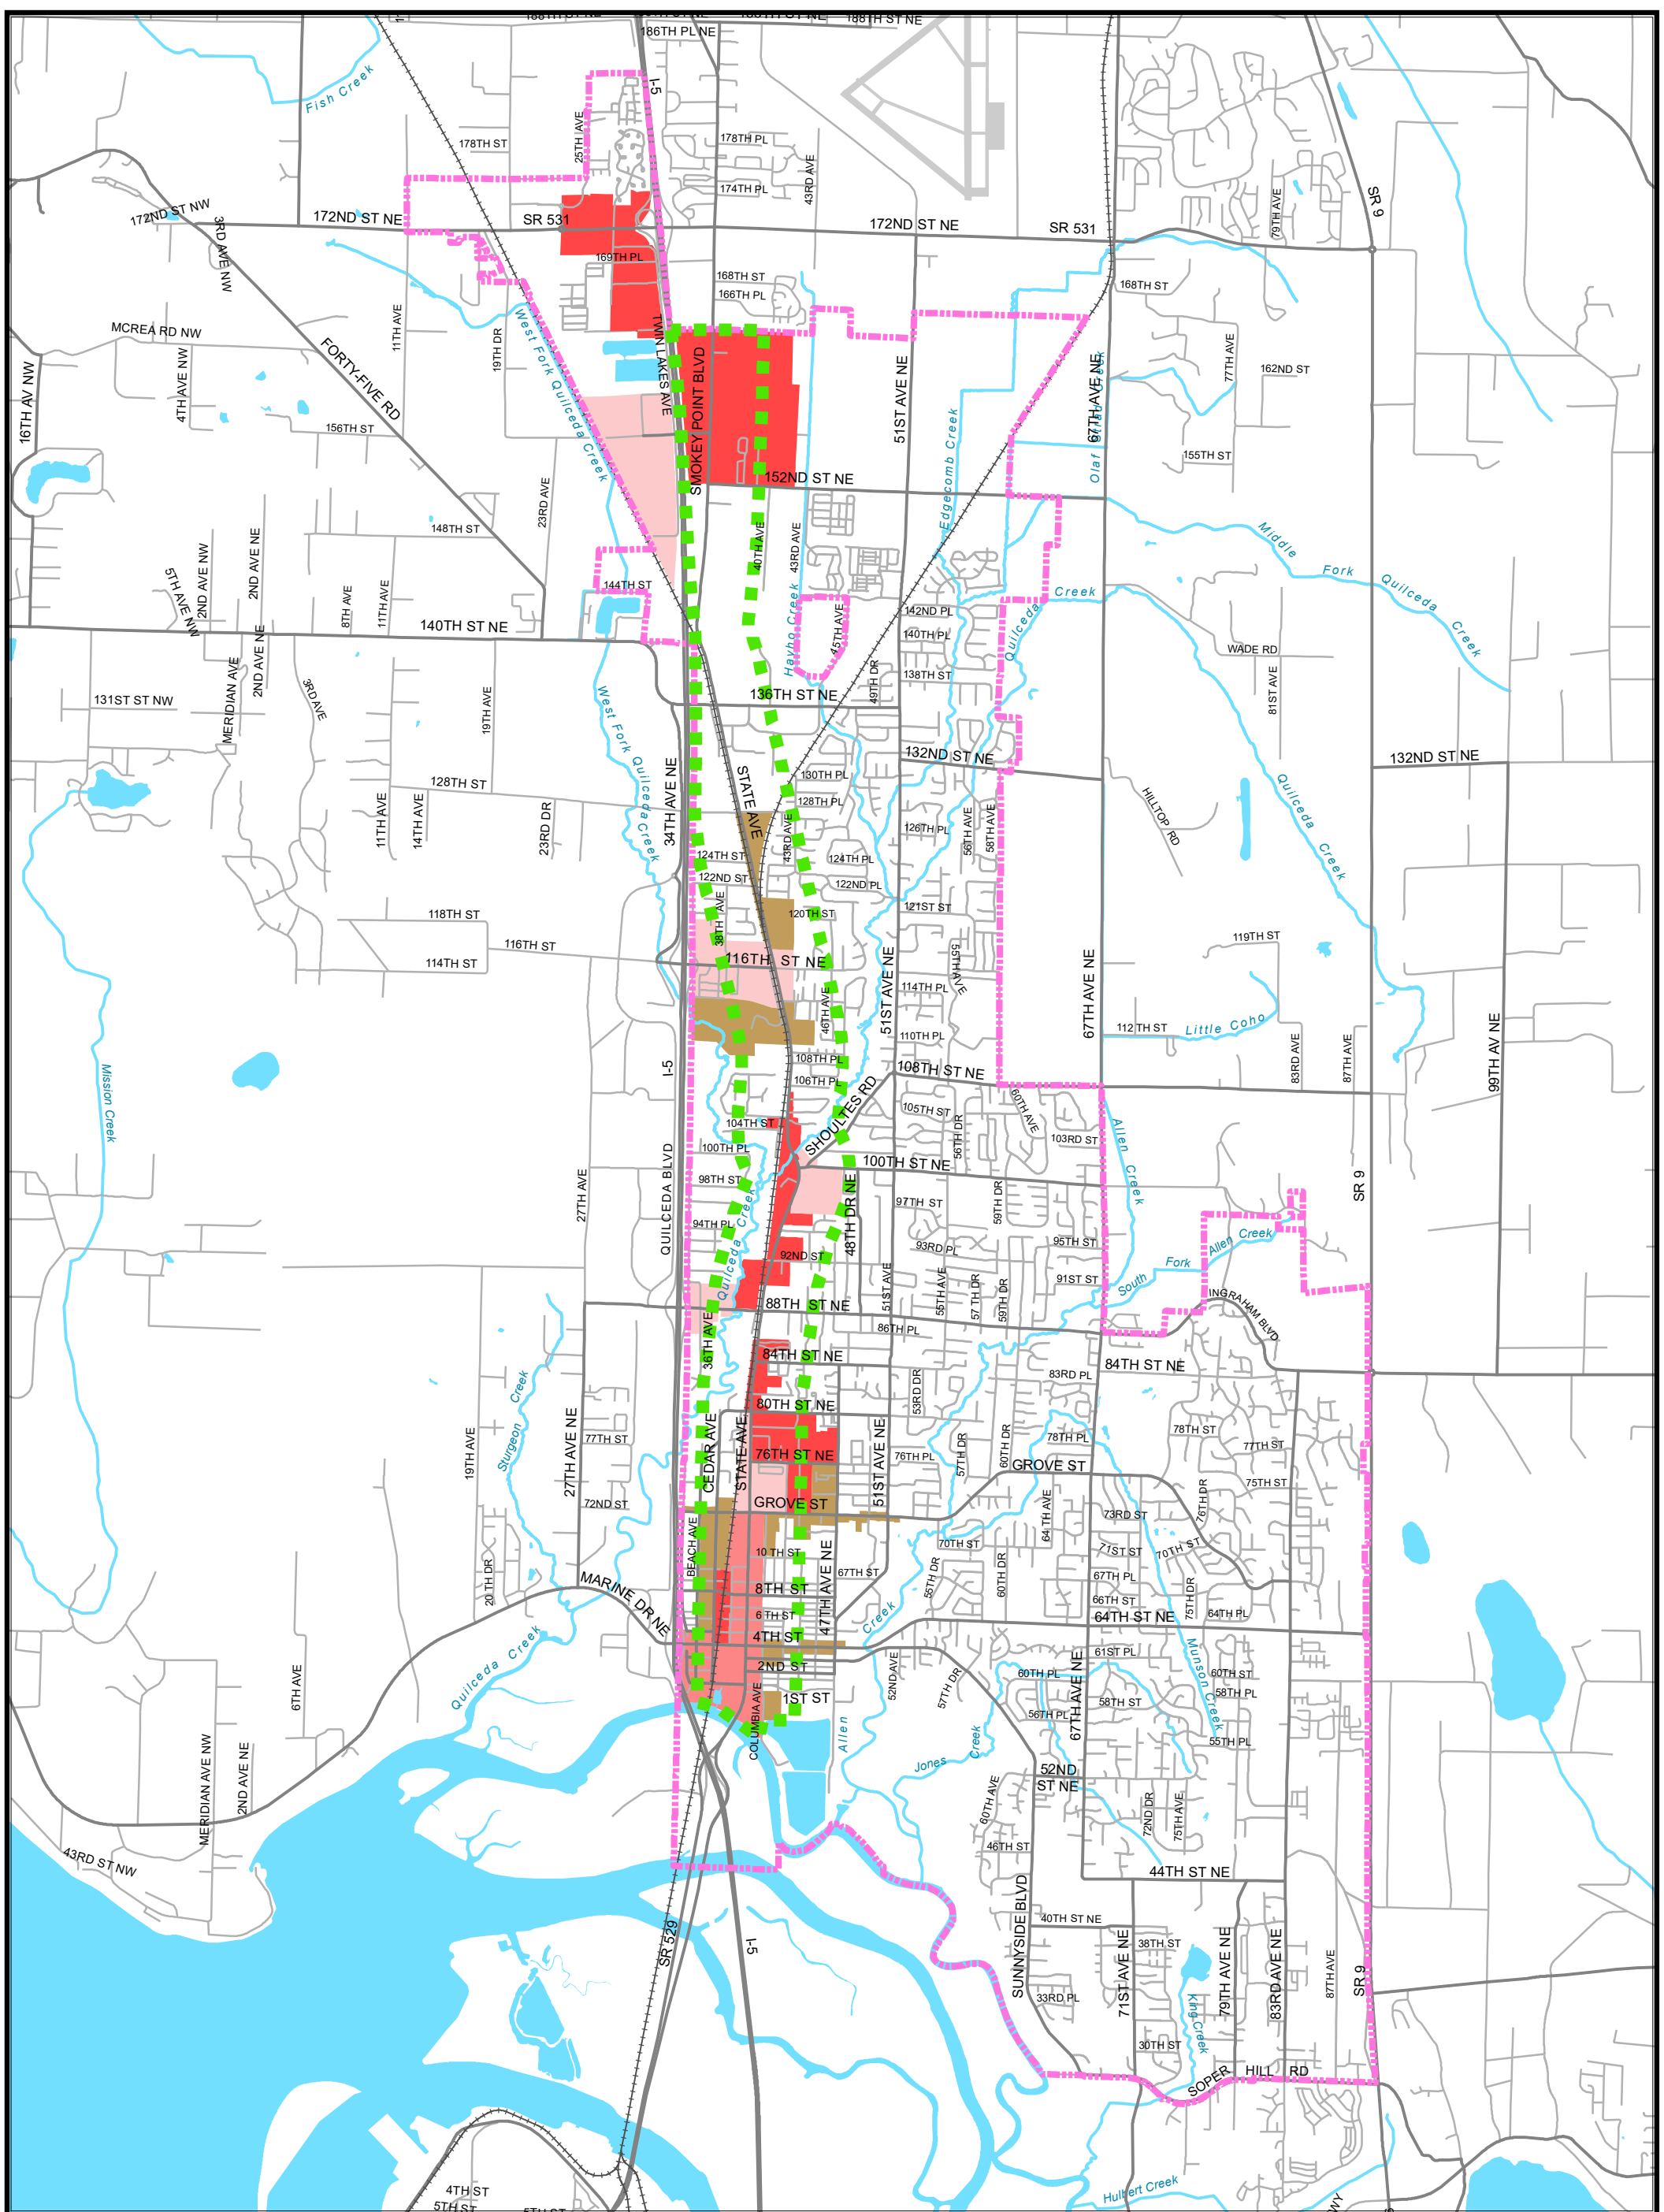 188TH ST NE
186TH PL NE
I-5
Fish Creek
25TH AVE
178TH ST
178TH PL
43RD AVE
174TH PL
79TH AVE
SR 9
172ND ST NW
3RD AVE NW
172ND ST NE
SR 531
172ND ST NE
SR 531
169TH PL
168TH ST
166TH PL
168TH ST
11TH AVE
19TH DR
West Fork Quilceda Creek
TWIN LAKES AVE
SMOKEY POINT BLVD
51ST AVE NE
67TH AVE NE
77TH AVE
162ND ST
MCREA RD NW
4TH AVE NW
FORTY-FIVE RD
16TH AV NW
156TH ST
155TH ST
Edgecomb Creek
152ND ST NE
23RD AVE
148TH ST
40TH AVE
43RD AVE
Hayho Creek
45TH AVE
144TH ST
142ND PL
140TH PL
138TH ST
49TH DR
Quilceda
Creek
Middle
Fork
Quilceda
Creek
5TH AVE NW
2ND AVE NW
2ND AVE NE
8TH AVE
11TH AVE
140TH ST NE
136TH ST NE
WADE RD
81ST AVE
131ST ST NW
MERIDIAN AVE
2ND AVE NE
3RD AVE
19TH AVE
West Fork Quilceda Creek
34TH AVE NE
STATE AVE
132ND ST NE
132ND ST NE
130TH PL
128TH PL
128TH ST
11TH AVE
14TH AVE
23RD DR
43RD AVE
126TH PL
56TH AVE
58TH AVE
HILLTOP RD
Quilceda
Creek
124TH ST
124TH PL
122ND ST
122ND PL
38TH AVE
120TH ST
121ST ST
118TH ST
116TH ST
114TH ST
116TH ST NE
55TH AVE
114TH PL
119TH ST
51ST AVE NE
46TH AVE
110TH PL
67TH AVE NE
112TH ST
Little Coho
83RD AVE
87TH AVE
99TH AV NE
Mission Creek
I-5
108TH PL
106TH PL
108TH ST NE
SHOULTES RD
104TH ST
105TH ST
56TH DR
60TH AVE
103RD ST
Allen
Creek
100TH PL
100TH ST NE
98TH ST
QUILCEDA BLVD
27TH AVE
94TH PL
Quilceda Creek
92ND ST
48TH DR NE
97TH ST
59TH DR
93RD PL
95TH ST
91ST ST
SR 9
South
Fork
Allen Creek
INGRAHAM BLVD
51ST AVE
55TH AVE
57TH DR
59TH DR
88TH ST NE
86TH PL
36TH AVE
84TH ST NE
84TH ST NE
83RD PL
53RD DR
80TH ST NE
Sturgeon Creek
19TH AVE
27TH AVE NE
77TH ST
72ND ST
CEDAR AVE
STATE AVE
76TH ST NE
51ST AVE NE
76TH PL
57TH DR
60TH DR
78TH PL
78TH ST
77TH ST
75TH ST
GROVE ST
GROVE ST
64TH AVE
73RD ST
76TH DR
BEACH AVE
10TH ST
70TH ST
71ST ST
70TH ST
47TH AVE NE
67TH ST
55TH DR
60TH DR
67TH PL
66TH ST
75TH DR
64TH PL
20TH DR
MARINE DR NE
8TH ST
6TH ST
4TH ST
2ND ST
1ST ST
64TH ST NE
Creek
61ST PL
Munson Creek
60TH PL
60TH ST
58TH PL
58TH ST
56TH PL
55TH PL
67TH AVE NE
52ND AVE
57TH DR
Quilceda Creek
6TH AVE
MERIDIAN AVE NW
2ND AVE NE
COLUMBIA AVE
Allen
Jones
Creek
52ND
ST NE
60TH AVE
72ND DR
75TH AVE
46TH ST
44TH ST NE
43RD ST NW
SR 529
I-5
SUNNYSIDE BLVD
40TH ST NE
38TH ST
71ST AVE NE
79TH AVE NE
83RD AVE NE
87TH AVE
SR 9
33RD PL
King Creek
30TH ST
SOPER
HILL
RD
Hulbert Creek
4TH ST
5TH ST
5TH ST